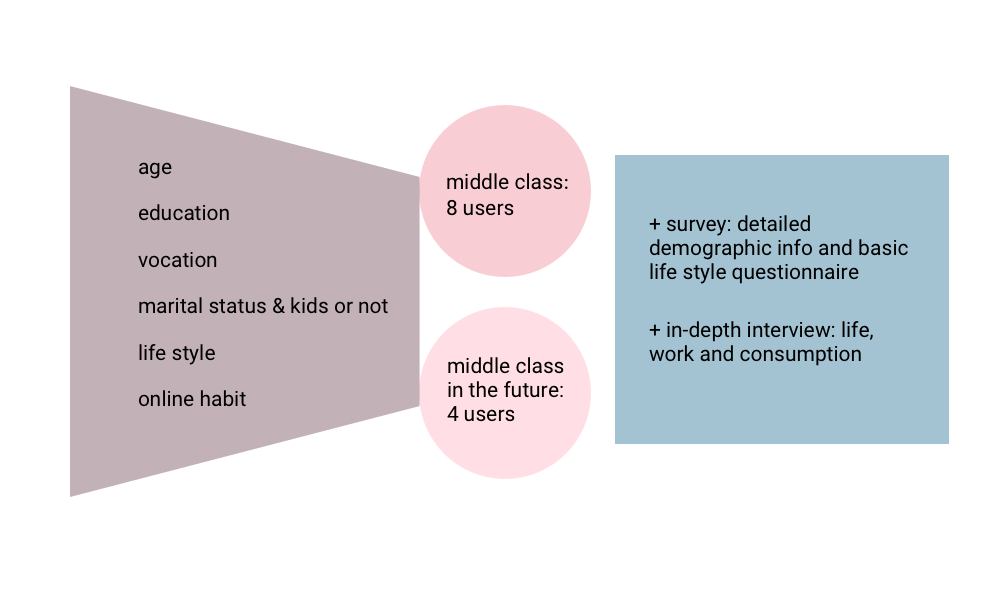 age
education
vocation
marital status & kids or not
life style
online habit
middle class:
8 users
middle class
in the future:
4 users
+ survey: detailed
demographic info and basic
life style questionnaire
+ in-depth interview: life,
work and consumption